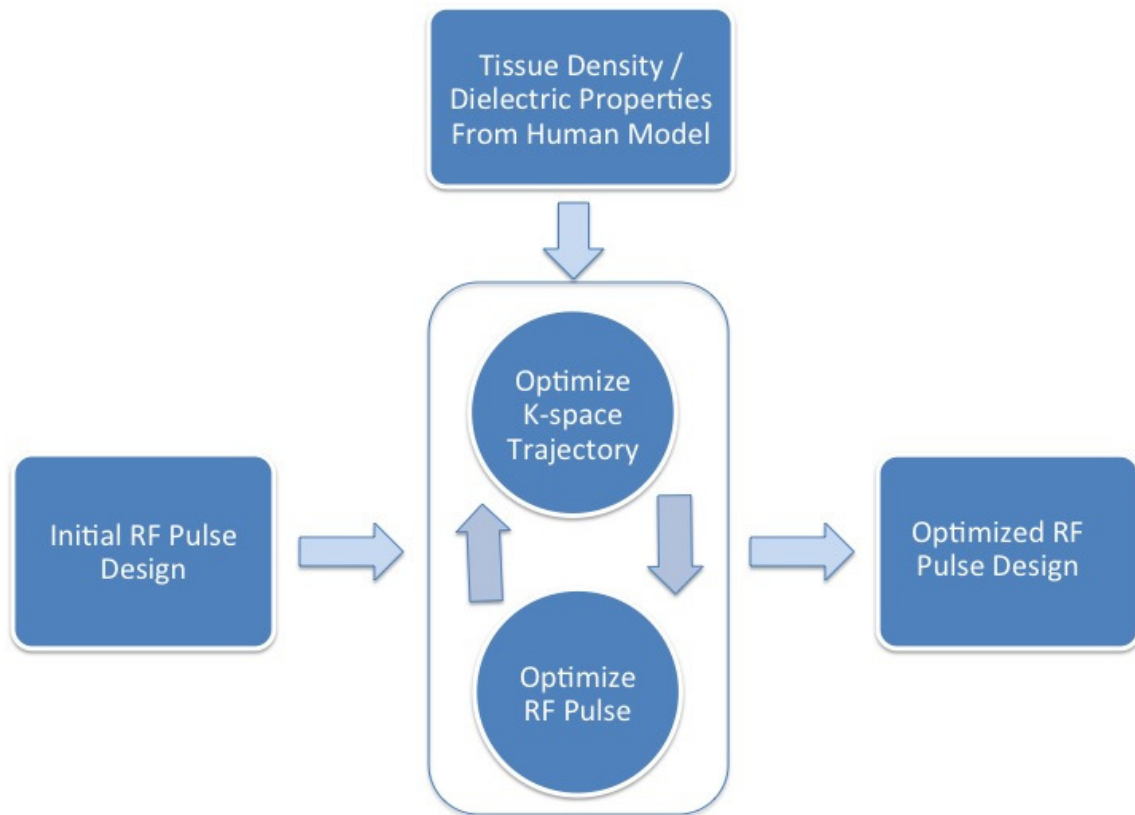 Tissue Density /
Dielectric Properties
From Human Model
Optimize
K-space
Trajectory
Initial RF Pulse
Design
Optimized RF
Pulse Design
Optimize
RF Pulse